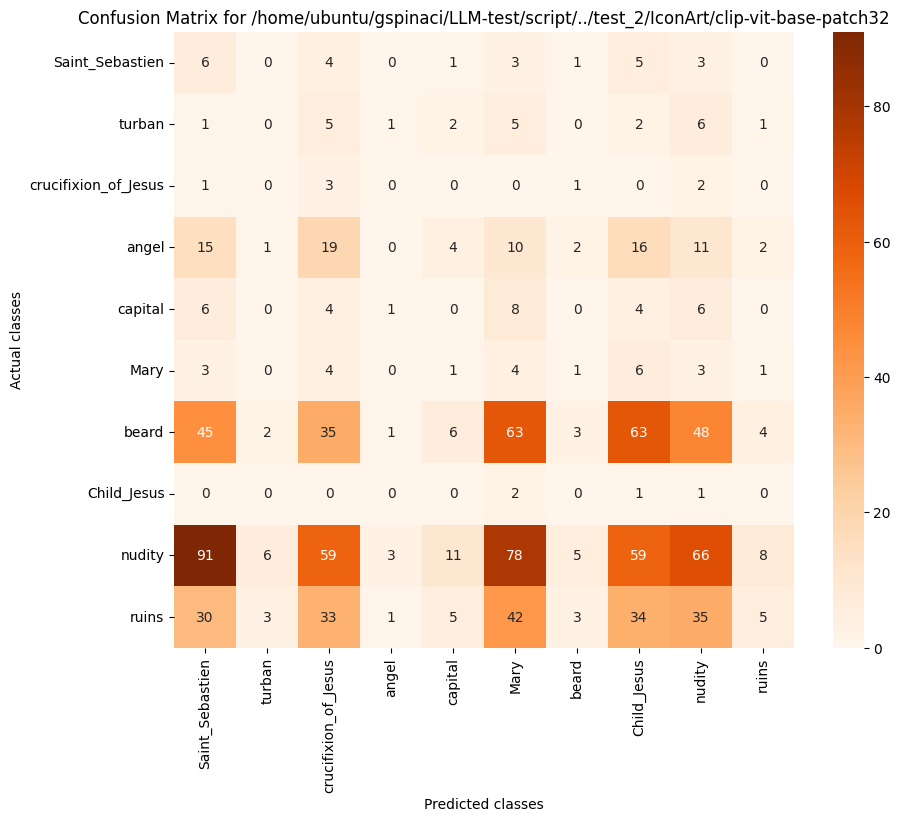 Confusion Matrix for /home/ubuntu/gspinaci/LLM-test/script/../test_2/IconArt/clip-vit-base-patch32
Saint_Sebastien 6 0 4 0 1 3 1 5 3 0
turban 1 0 5 1 2 5 0 2 6 1
crucifixion_of_Jesus 1 0 3 0 0 0 1 0 2 0
angel 15 1 19 0 4 10 2 16 11 2
capital 6 0 4 1 0 8 0 4 6 0
Mary 3 0 4 0 1 4 1 6 3 1
beard 45 2 35 1 6 63 3 63 48 4
Child_Jesus 0 0 0 0 0 2 0 1 1 0
nudity 91 6 59 3 11 78 5 59 66 8
ruins 30 3 33 1 5 42 3 34 35 5
Saint_Sebastien turban crucifixion_of_Jesus angel capital Mary beard Child_Jesus nudity ruins
Predicted classes
Actual classes
80
60
40
20
0